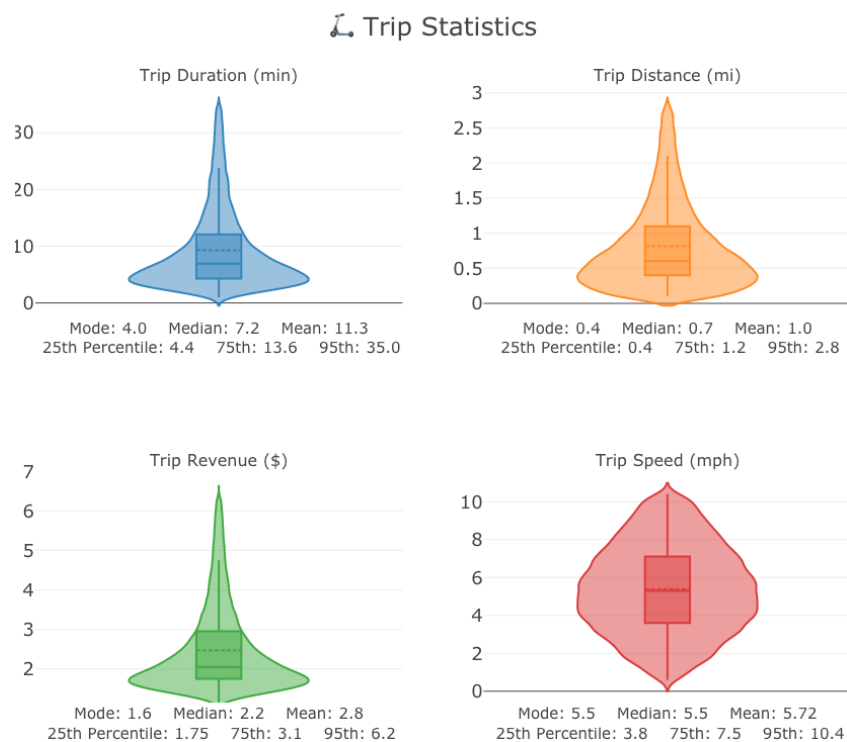 🛴 Trip Statistics
Trip Duration (min)
30
20
10
0
Mode: 4.0 Median: 7.2 Mean: 11.3
25th Percentile: 4.4 75th: 13.6 95th: 35.0
Trip Distance (mi)
3
2.5
2
1.5
1
0.5
0
Mode: 0.4 Median: 0.7 Mean: 1.0
25th Percentile: 0.4 75th: 1.2 95th: 2.8
Trip Revenue ($)
7
6
5
4
3
2
Mode: 1.6 Median: 2.2 Mean: 2.8
25th Percentile: 1.75 75th: 3.1 95th: 6.2
Trip Speed (mph)
10
8
6
4
2
0
Mode: 5.5 Median: 5.5 Mean: 5.72
25th Percentile: 3.8 75th: 7.5 95th: 10.4